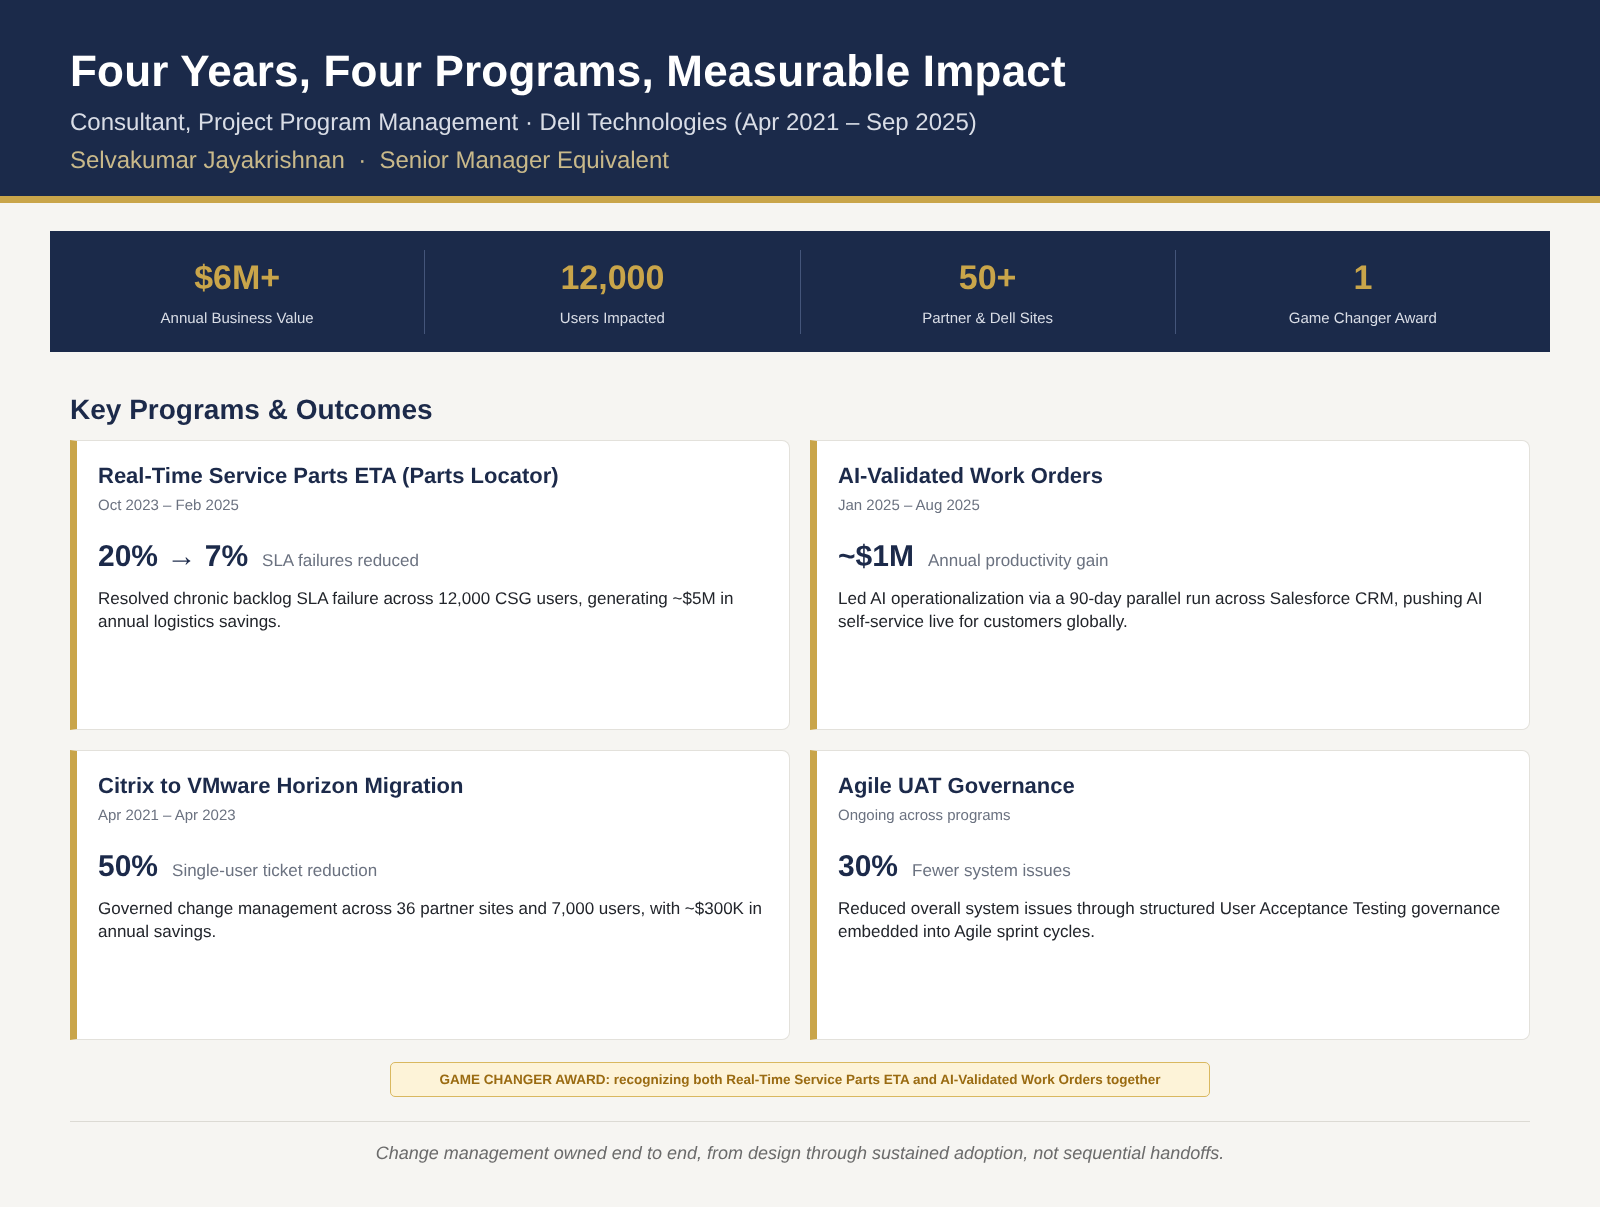 Four Years, Four Programs, Measurable Impact
Consultant, Project Program Management · Dell Technologies (Apr 2021 – Sep 2025)
Selvakumar Jayakrishnan · Senior Manager Equivalent
$6M+
Annual Business Value
12,000
Users Impacted
50+
Partner & Dell Sites
1
Game Changer Award
Key Programs & Outcomes
Real-Time Service Parts ETA (Parts Locator)
Oct 2023 – Feb 2025
20% → 7% SLA failures reduced
Resolved chronic backlog SLA failure across 12,000 CSG users, generating ~$5M in
annual logistics savings.
AI-Validated Work Orders
Jan 2025 – Aug 2025
~$1M Annual productivity gain
Led AI operationalization via a 90-day parallel run across Salesforce CRM, pushing AI
self-service live for customers globally.
Citrix to VMware Horizon Migration
Apr 2021 – Apr 2023
50% Single-user ticket reduction
Governed change management across 36 partner sites and 7,000 users, with ~$300K in
annual savings.
Agile UAT Governance
Ongoing across programs
30% Fewer system issues
Reduced overall system issues through structured User Acceptance Testing governance
embedded into Agile sprint cycles.
GAME CHANGER AWARD: recognizing both Real-Time Service Parts ETA and AI-Validated Work Orders together
Change management owned end to end, from design through sustained adoption, not sequential handoffs.